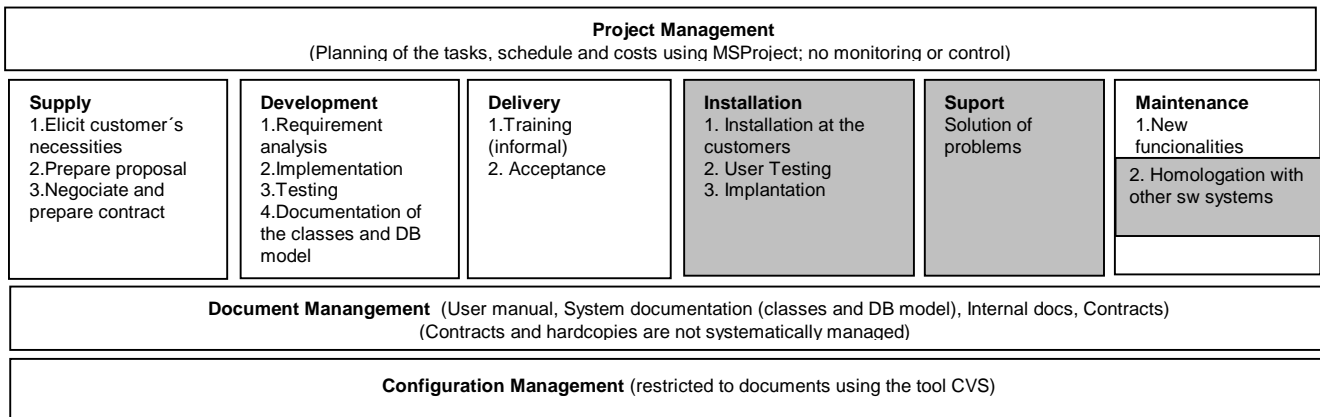 Project Management
(Planning of the tasks, schedule and costs using MSProject; no monitoring or control)
Supply
1.Elicit customer´s
necessities
2.Prepare proposal
3.Negociate and
prepare contract
Development
1.Requirement
analysis
2.Implementation
3.Testing
4.Documentation of
the classes and DB
model
Delivery
1.Training
(informal)
2. Acceptance
Installation
1. Installation at the
customers
2. User Testing
3. Implantation
Suport
Solution of
problems
Maintenance
1.New
funcionalities
2. Homologation with
other sw systems
Document Manangement (User manual, System documentation (classes and DB model), Internal docs, Contracts)
(Contracts and hardcopies are not systematically managed)
Configuration Management (restricted to documents using the tool CVS)